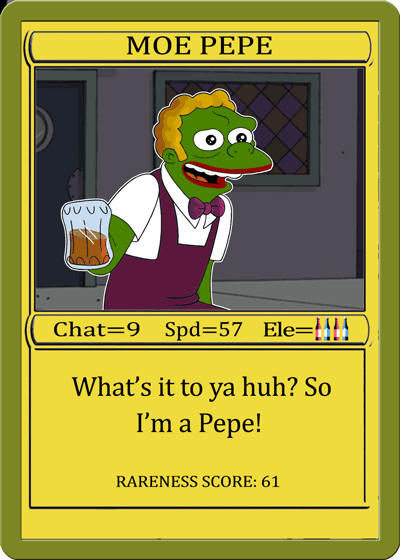 MOE PEPE
Chat=9 Spd=57 Ele=
What's it to ya huh? So
I'm a Pepe!
RARENESS SCORE: 61